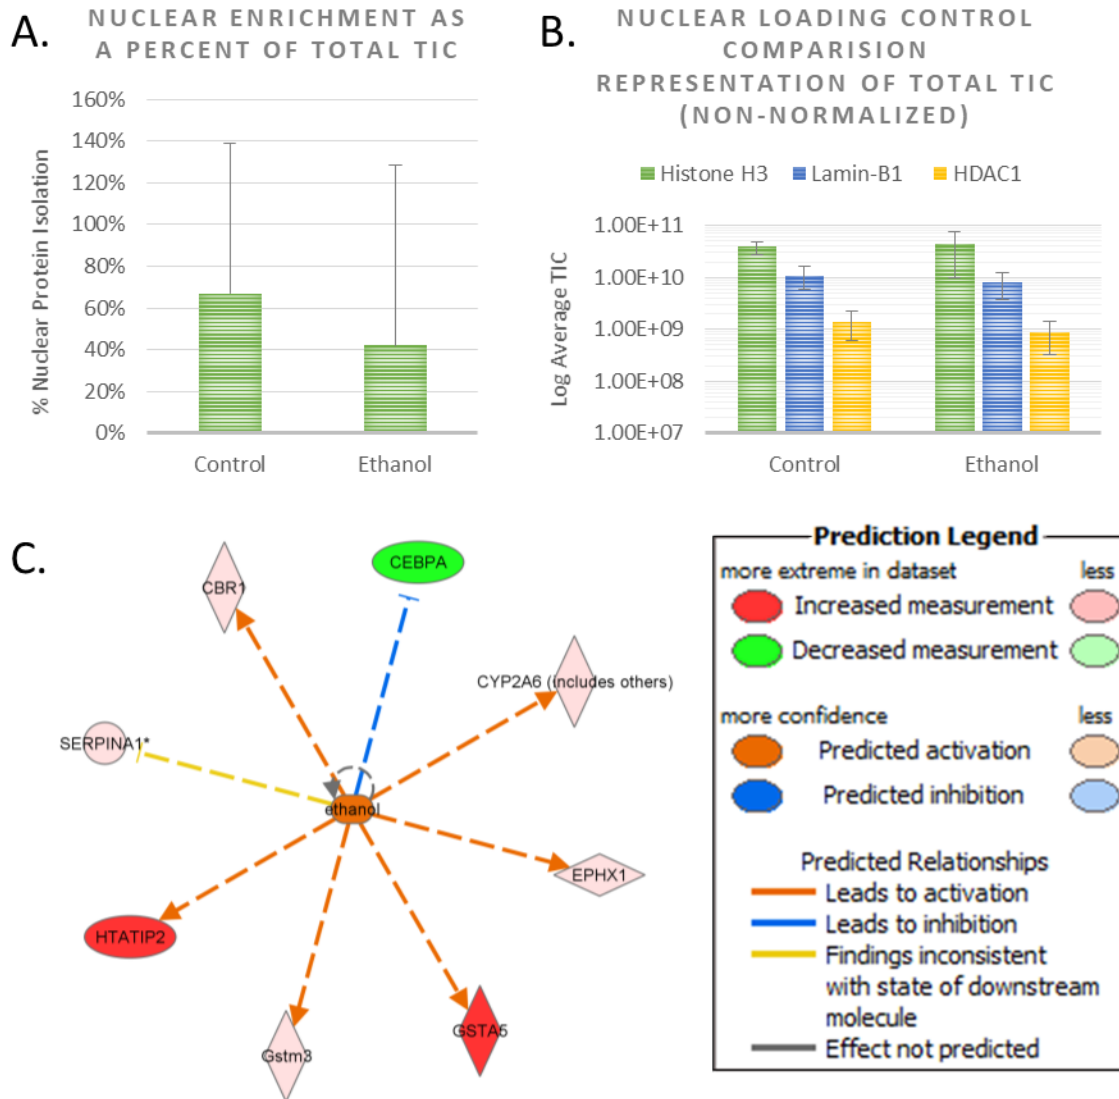 A.
NUCLEAR ENRICHMENT AS
A PERCENT OF TOTAL TIC
% Nuclear Protein Isolation
160%
140%
120%
100%
80%
60%
40%
20%
0%
Control
Ethanol
B.
NUCLEAR LOADING CONTROL
COMPARISION
REPRESENTATION OF TOTAL TIC
(NON-NORMALIZED)
Histone H3
Lamin-B1
HDAC1
Log Average TIC
1.00E+11
1.00E+10
1.00E+09
1.00E+08
1.00E+07
Control
Ethanol
C.
CEBPA
CBR1
CYP2A6 (includes others)
SERPINA1*
ethanol
EPHX1
HTATIP2
GSTA5
Gstm3
Prediction Legend
more extreme in dataset less
Increased measurement
Decreased measurement
more confidence less
Predicted activation
Predicted inhibition
Predicted Relationships
Leads to activation
Leads to inhibition
Findings inconsistent
with state of downstream
molecule
Effect not predicted